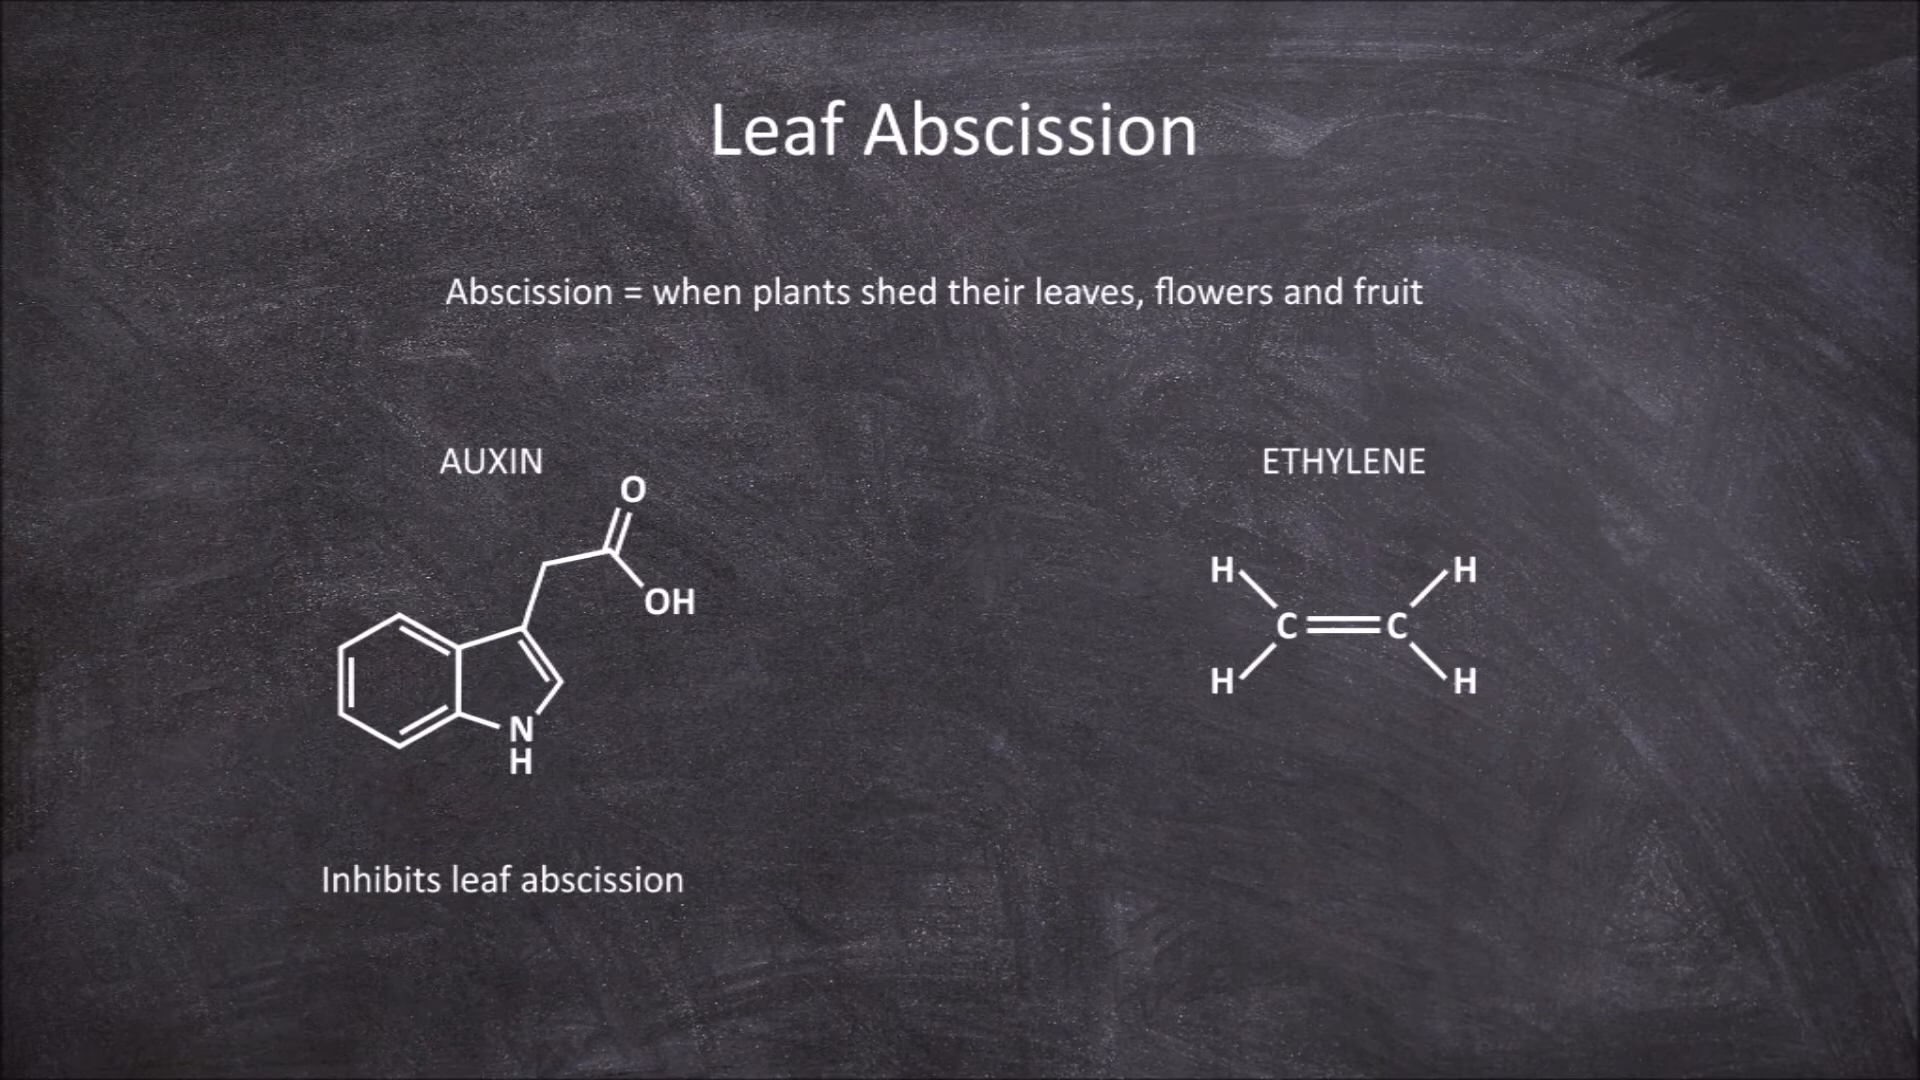 Leaf Abscission
Abscission = when plants shed their leaves, flowers and fruit
AUXIN
O
OH
N
H
Inhibits leaf abscission
ETHYLENE
H H
C C
H H